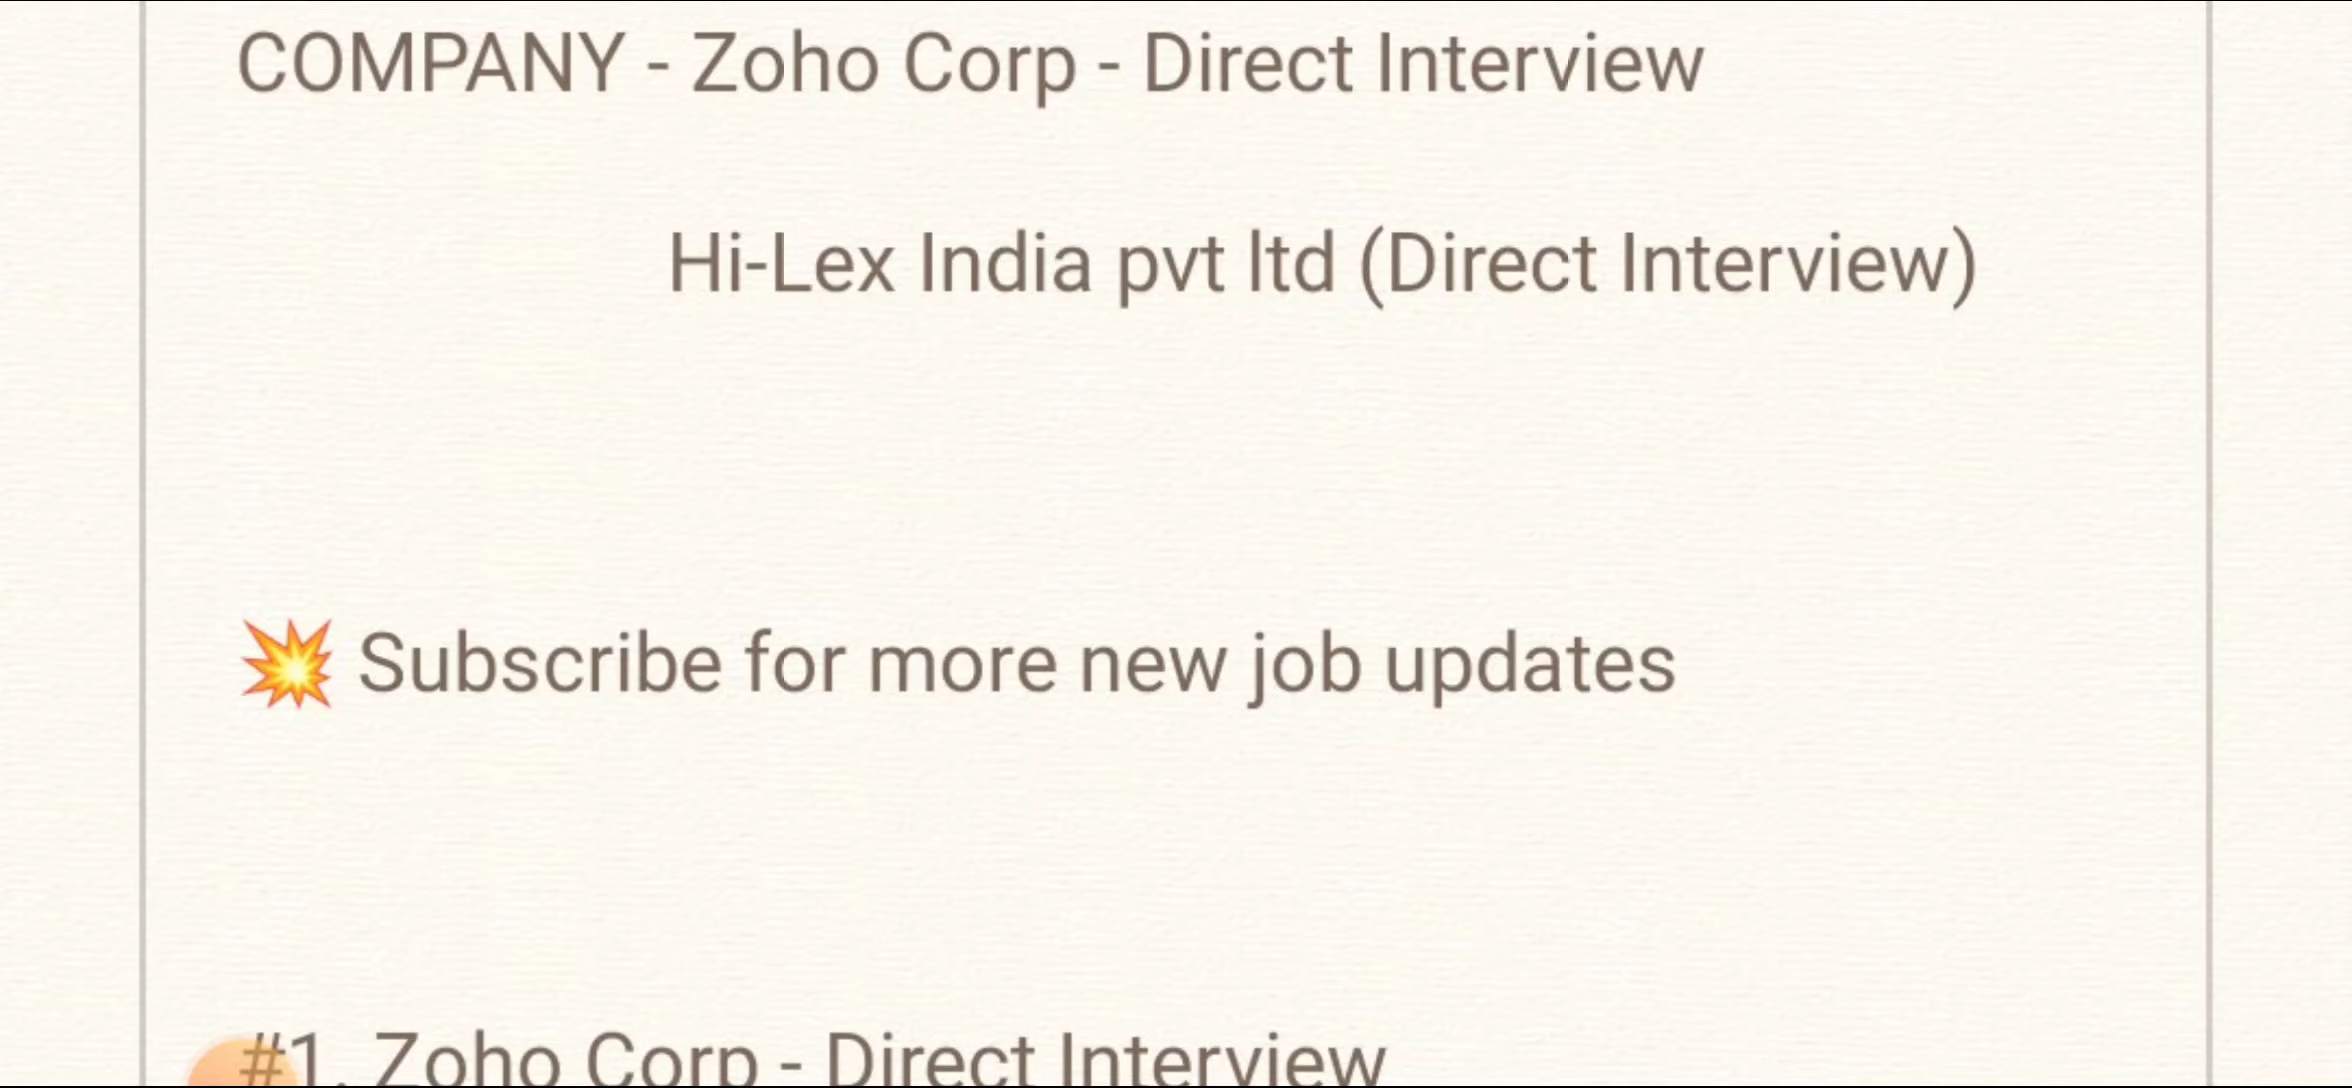 COMPANY - Zoho Corp - Direct Interview
Hi-Lex India pvt ltd (Direct Interview)
💥 Subscribe for more new job updates
#1. Zoho Corp - Direct Interview